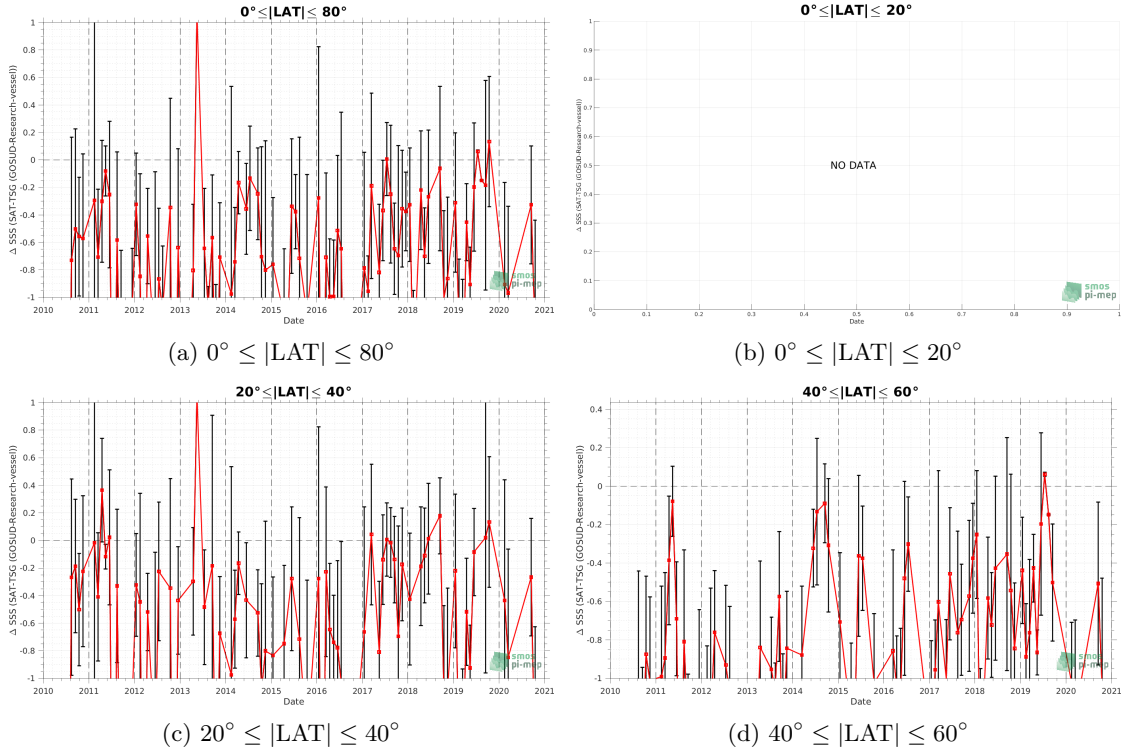 0°≤|LAT|≤ 80°
Δ SSS (SAT-TSG (GOSUD-Research-vessel))
1
0.8
0.6
0.4
0.2
0
-0.2
-0.4
-0.6
-0.8
-1
2010 2011 2012 2013 2014 2015 2016 2017 2018 2019 2020 2021
Date
smos
pi-mep
(a) 0° ≤ |LAT| ≤ 80°
0°≤|LAT|≤ 20°
Δ SSS (SAT-TSG (GOSUD-Research-vessel))
1
0.9
0.8
0.7
0.6
0.5
0.4
0.3
0.2
0.1
0
NO DATA
0 0.1 0.2 0.3 0.4 0.5 0.6 0.7 0.8 0.9 1
Date
smos
pi-mep
(b) 0° ≤ |LAT| ≤ 20°
20°≤|LAT|≤ 40°
Δ SSS (SAT-TSG (GOSUD-Research-vessel))
1
0.8
0.6
0.4
0.2
0
-0.2
-0.4
-0.6
-0.8
-1
2010 2011 2012 2013 2014 2015 2016 2017 2018 2019 2020 2021
Date
smos
pi-mep
(c) 20° ≤ |LAT| ≤ 40°
40°≤|LAT|≤ 60°
Δ SSS (SAT-TSG (GOSUD-Research-vessel))
0.4
0.2
0
-0.2
-0.4
-0.6
-0.8
-1
2010 2011 2012 2013 2014 2015 2016 2017 2018 2019 2020 2021
Date
smos
pi-mep
(d) 40° ≤ |LAT| ≤ 60°